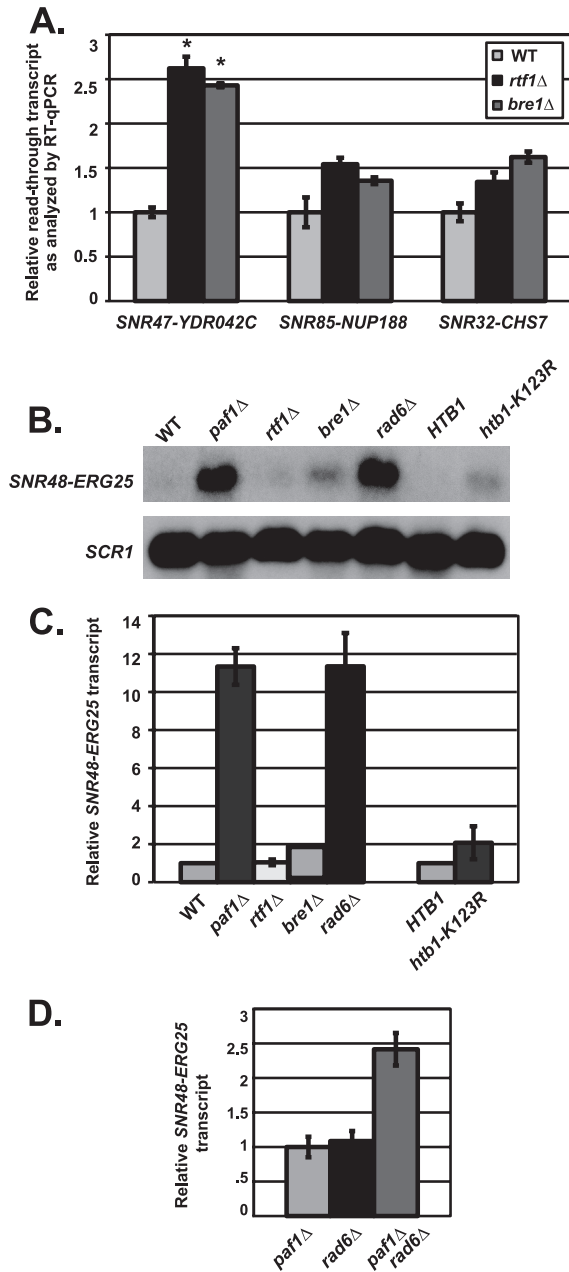 A.
Relative read-through transcript
as analyzed by RT-qPCR
3
2.5
2
1.5
1
0.5
0
*
*
WT
rtf1Δ
bre1Δ
SNR47-YDR042C
SNR85-NUP188
SNR32-CHS7
B.
WT
paf1Δ
rtf1Δ
bre1Δ
rad6Δ
HTB1
htb1-K123R
SNR48-ERG25
SCR1
C.
Relative SNR48-ERG25 transcript
14
12
10
8
6
4
2
0
WT
paf1Δ
rtf1Δ
bre1Δ
rad6Δ
HTB1
htb1-K123R
D.
Relative SNR48-ERG25
transcript
3
2.5
2
1.5
1
.5
0
paf1Δ
rad6Δ
paf1Δ
rad6Δ